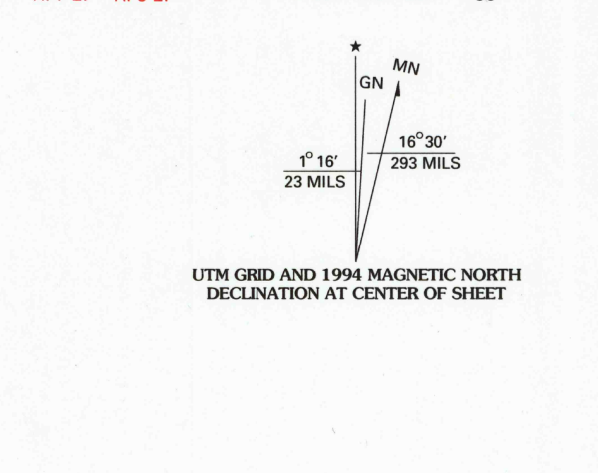 MN
GN
16°30′
293 MILS
1° 16′
23 MILS
UTM GRID AND 1994 MAGNETIC NORTH
DECLINATION AT CENTER OF SHEET